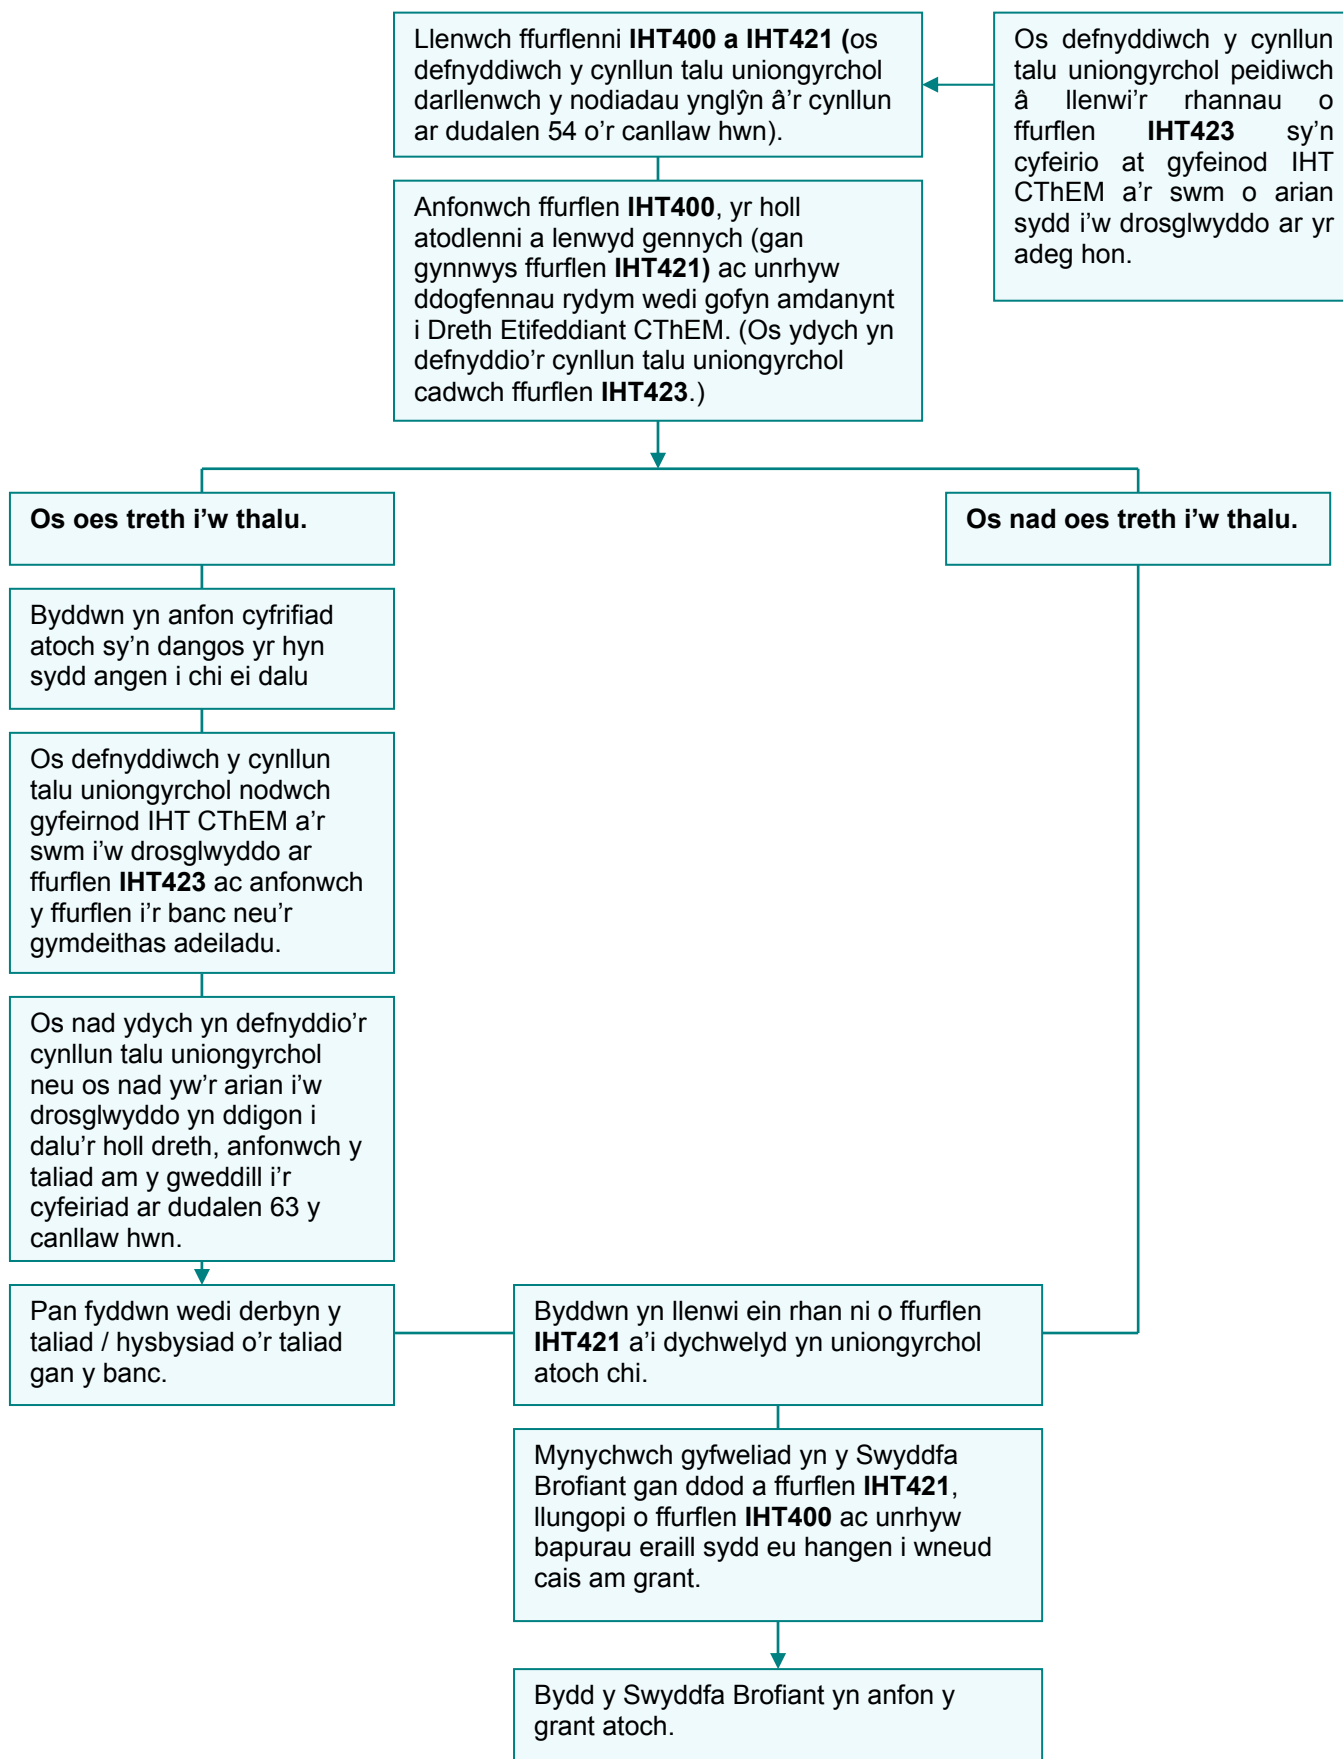 Llenwch ffurflenni IHT400 a IHT421 (os
defnyddiwch y cynllun talu uniongyrchol
darllenwch y nodiadau ynglŷn â'r cynllun
ar dudalen 54 o'r canllaw hwn).
Os defnyddiwch y cynllun
talu uniongyrchol peidiwch
â llenwi'r rhannau o
ffurflen IHT423 sy'n
cyfeirio at gyfeinod IHT
CThEM a'r swm o arian
sydd i'w drosglwyddo ar yr
adeg hon.
Anfonwch ffurflen IHT400, yr holl
atodlenni a lenwyd gennych (gan
gynnwys ffurflen IHT421) ac unrhyw
ddogfennau rydym wedi gofyn amdanynt
i Dreth Etifeddiant CThEM. (Os ydych yn
defnyddio'r cynllun talu uniongyrchol
cadwch ffurflen IHT423.)
Os oes treth i'w thalu.
Os nad oes treth i'w thalu.
Byddwn yn anfon cyfrifiad
atoch sy'n dangos yr hyn
sydd angen i chi ei dalu
Os defnyddiwch y cynllun
talu uniongyrchol nodwch
gyfeirnod IHT CThEM a'r
swm i'w drosglwyddo ar
ffurflen IHT423 ac anfonwch
y ffurflen i'r banc neu'r
gymdeithas adeiladu.
Os nad ydych yn defnyddio'r
cynllun talu uniongyrchol
neu os nad yw'r arian i'w
drosglwyddo yn ddigon i
dalu'r holl dreth, anfonwch y
taliad am y gweddill i'r
cyfeiriad ar dudalen 63 y
canllaw hwn.
Pan fyddwn wedi derbyn y
taliad / hysbysiad o'r taliad
gan y banc.
Byddwn yn llenwi ein rhan ni o ffurflen
IHT421 a'i dychwelyd yn uniongyrchol
atoch chi.
Mynychwch gyfweliad yn y Swyddfa
Brofiant gan ddod a ffurflen IHT421,
llungopi o ffurflen IHT400 ac unrhyw
bapurau eraill sydd eu hangen i wneud
cais am grant.
Bydd y Swyddfa Brofiant yn anfon y
grant atoch.